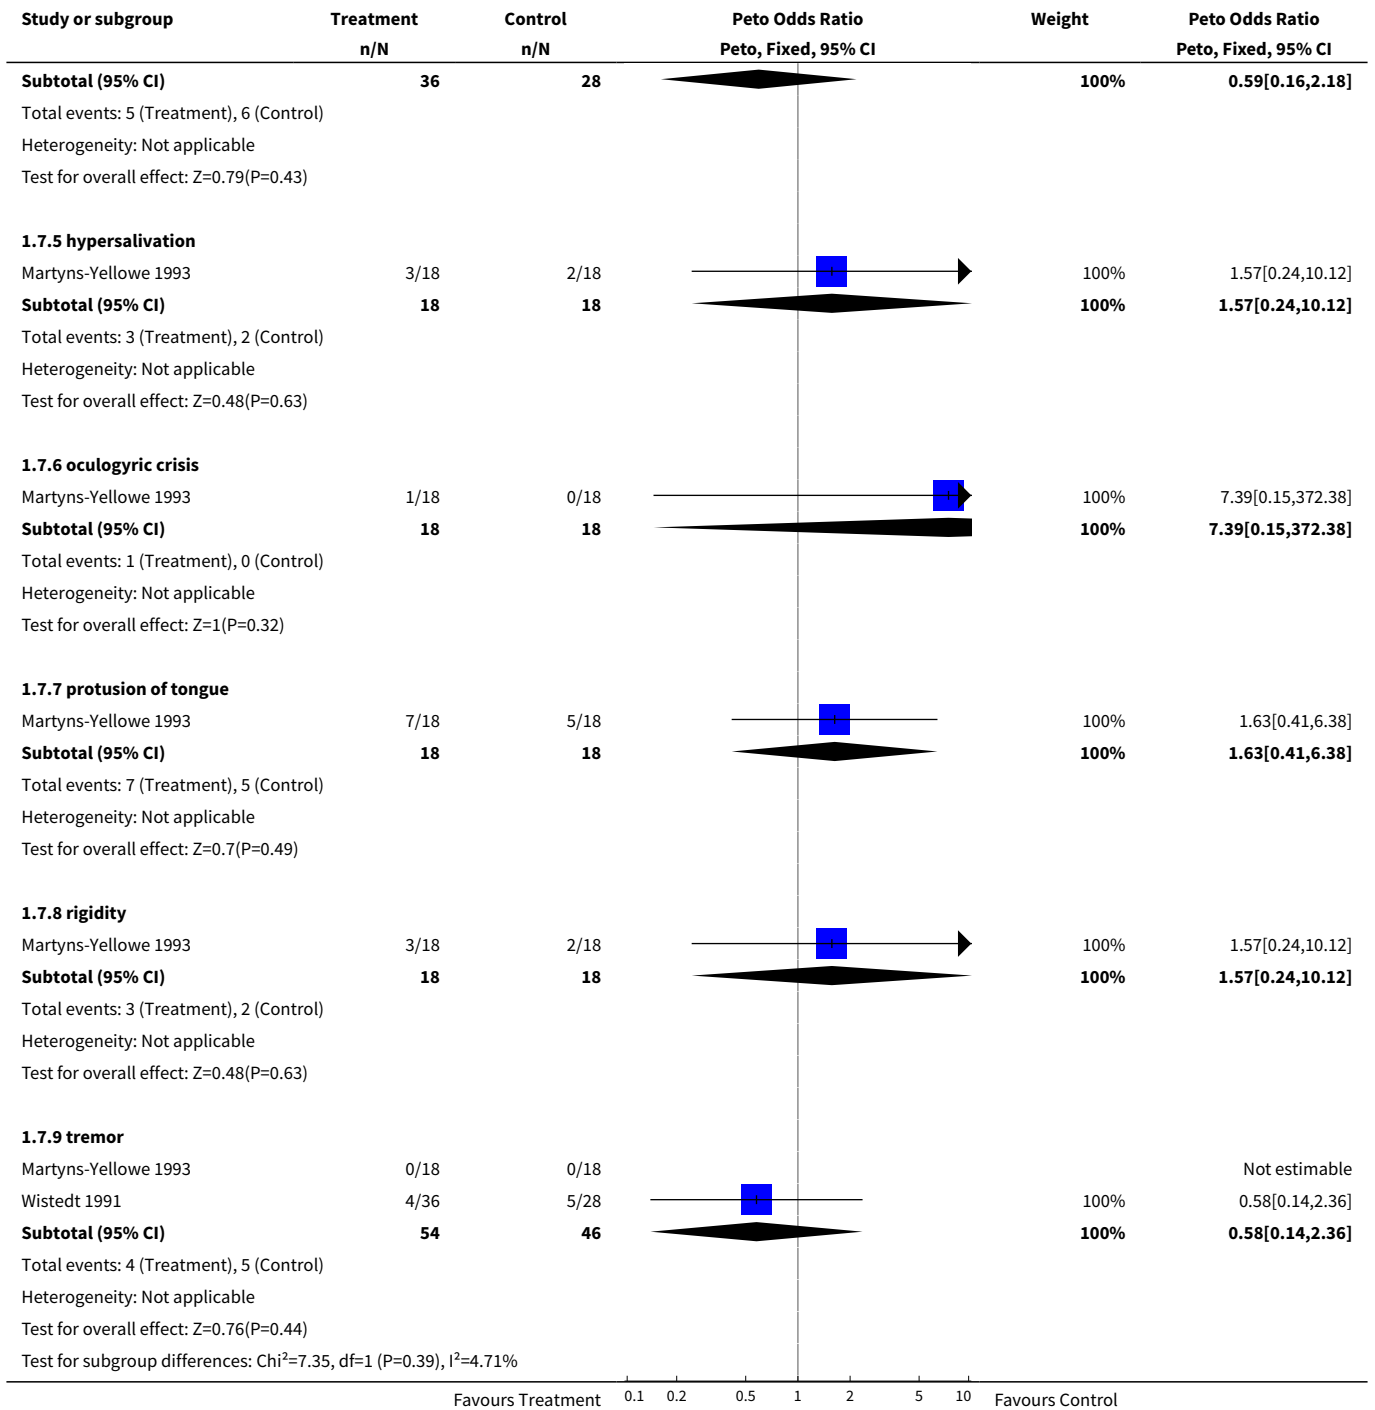 Study or subgroup Treatment Control Peto Odds Ratio Weight Peto Odds Ratio
n/N n/N Peto, Fixed, 95% CI Peto, Fixed, 95% CI
Subtotal (95% CI) 36 28 100% 0.59[0.16,2.18]
Total events: 5 (Treatment), 6 (Control)
Heterogeneity: Not applicable
Test for overall effect: Z=0.79(P=0.43)
1.7.5 hypersalivation
Martyns-Yellowe 1993 3/18 2/18 100% 1.57[0.24,10.12]
Subtotal (95% CI) 18 18 100% 1.57[0.24,10.12]
Total events: 3 (Treatment), 2 (Control)
Heterogeneity: Not applicable
Test for overall effect: Z=0.48(P=0.63)
1.7.6 oculogyric crisis
Martyns-Yellowe 1993 1/18 0/18 100% 7.39[0.15,372.38]
Subtotal (95% CI) 18 18 100% 7.39[0.15,372.38]
Total events: 1 (Treatment), 0 (Control)
Heterogeneity: Not applicable
Test for overall effect: Z=1(P=0.32)
1.7.7 protusion of tongue
Martyns-Yellowe 1993 7/18 5/18 100% 1.63[0.41,6.38]
Subtotal (95% CI) 18 18 100% 1.63[0.41,6.38]
Total events: 7 (Treatment), 5 (Control)
Heterogeneity: Not applicable
Test for overall effect: Z=0.7(P=0.49)
1.7.8 rigidity
Martyns-Yellowe 1993 3/18 2/18 100% 1.57[0.24,10.12]
Subtotal (95% CI) 18 18 100% 1.57[0.24,10.12]
Total events: 3 (Treatment), 2 (Control)
Heterogeneity: Not applicable
Test for overall effect: Z=0.48(P=0.63)
1.7.9 tremor
Martyns-Yellowe 1993 0/18 0/18 Not estimable
Wistedt 1991 4/36 5/28 100% 0.58[0.14,2.36]
Subtotal (95% CI) 54 46 100% 0.58[0.14,2.36]
Total events: 4 (Treatment), 5 (Control)
Heterogeneity: Not applicable
Test for overall effect: Z=0.76(P=0.44)
Test for subgroup differences: Chi²=7.35, df=1 (P=0.39), I²=4.71%
Favours Treatment 0.1 0.2 0.5 1 2 5 10 Favours Control